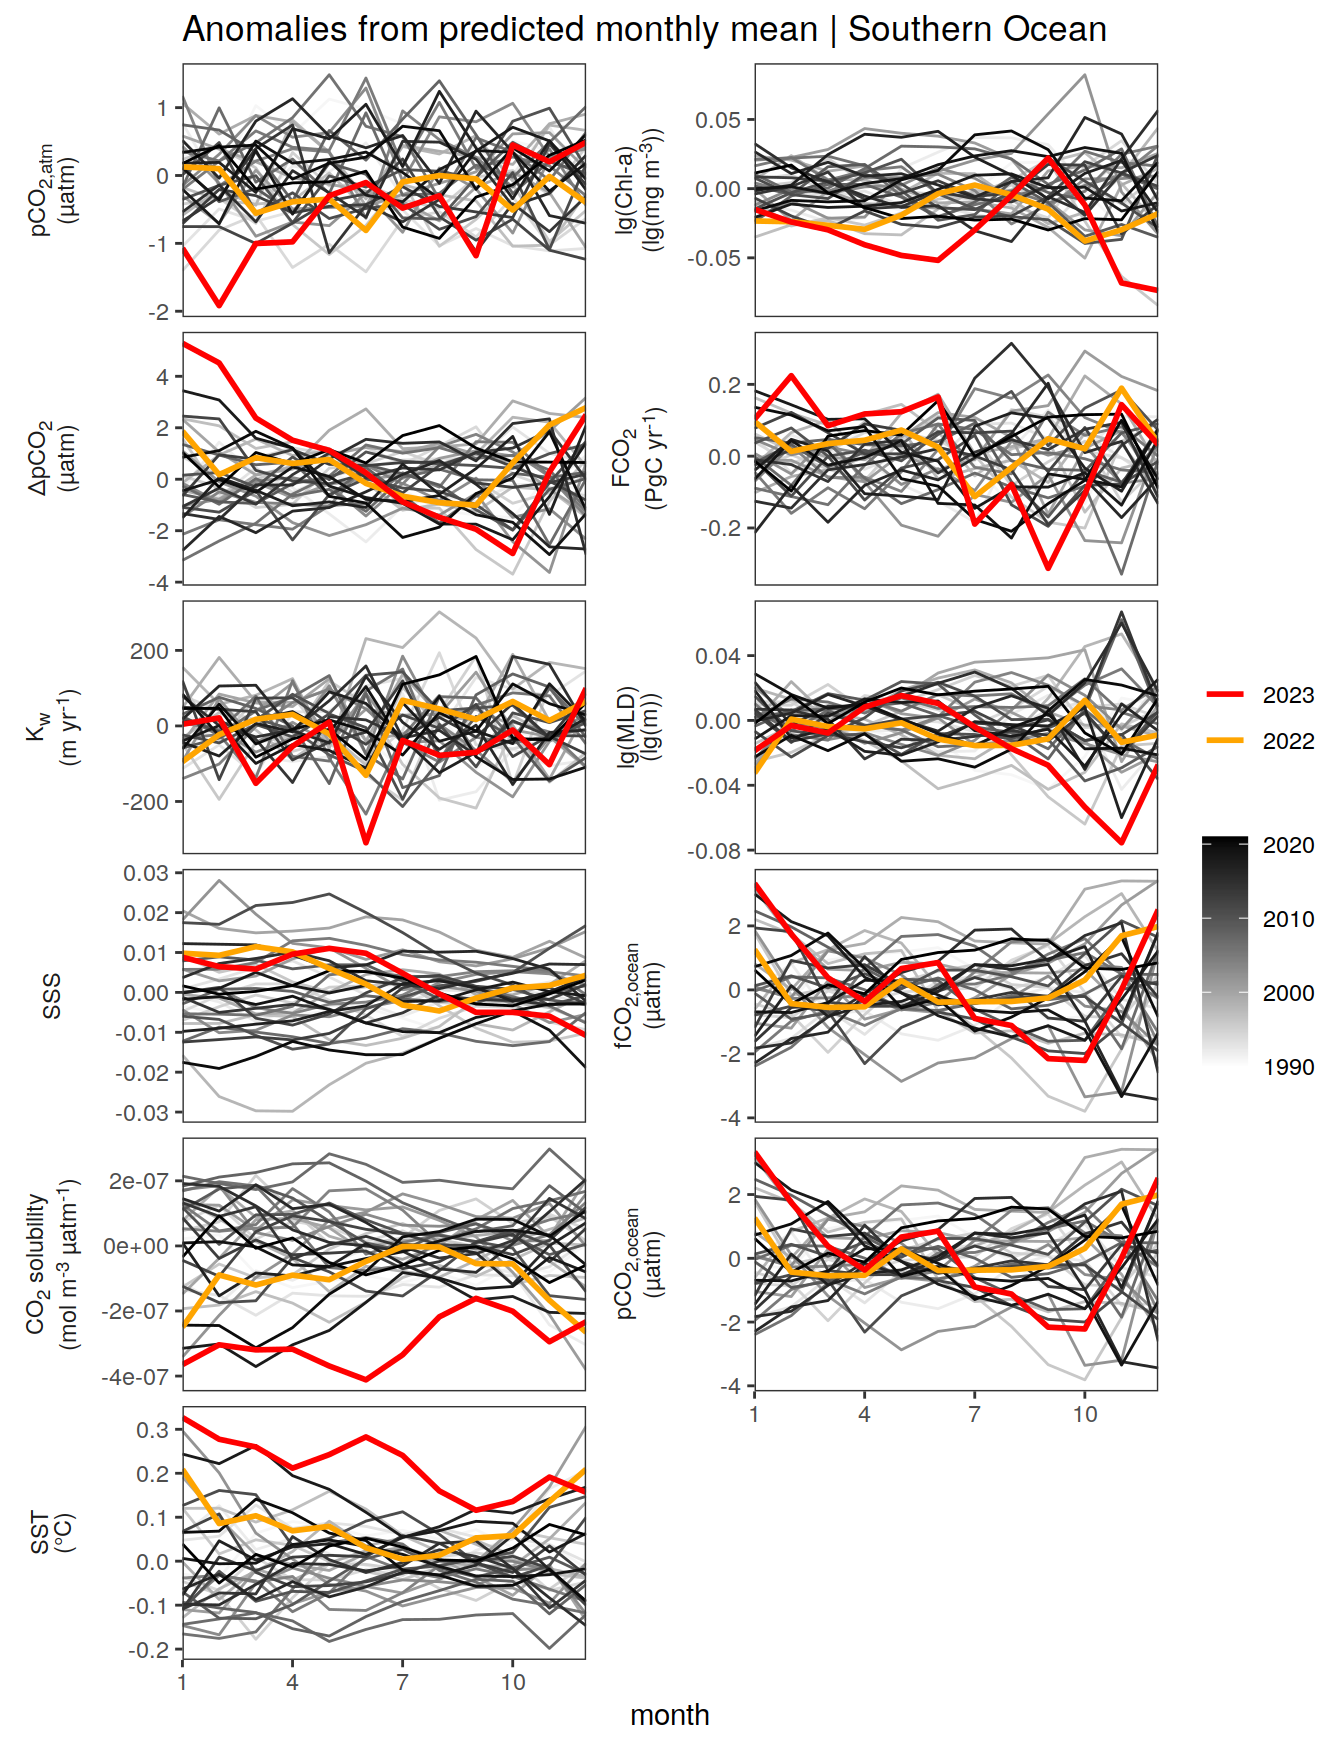 Anomalies from predicted monthly mean | Southern Ocean
pCO2,atm
(µatm)
1
0
-1
-2
lg(Chl-a)
(lg(mg m-3))
0.05
0.00
-0.05
ΔpCO2
(µatm)
4
2
0
-2
-4
FCO2
(PgC yr-1)
0.2
0.0
-0.2
Kw
(m yr-1)
200
0
-200
lg(MLD)
(lg(m))
0.04
0.00
-0.04
-0.08
SSS
0.03
0.02
0.01
0.00
-0.01
-0.02
-0.03
fCO2,ocean
(µatm)
2
0
-2
-4
CO2 solubility
(mol m-3 µatm-1)
2e-07
0e+00
-2e-07
-4e-07
pCO2,ocean
(µatm)
2
0
-2
-4
1 4 7 10
SST
(°C)
0.3
0.2
0.1
0.0
-0.1
-0.2
1 4 7 10
month
2023
2022
2020
2010
2000
1990